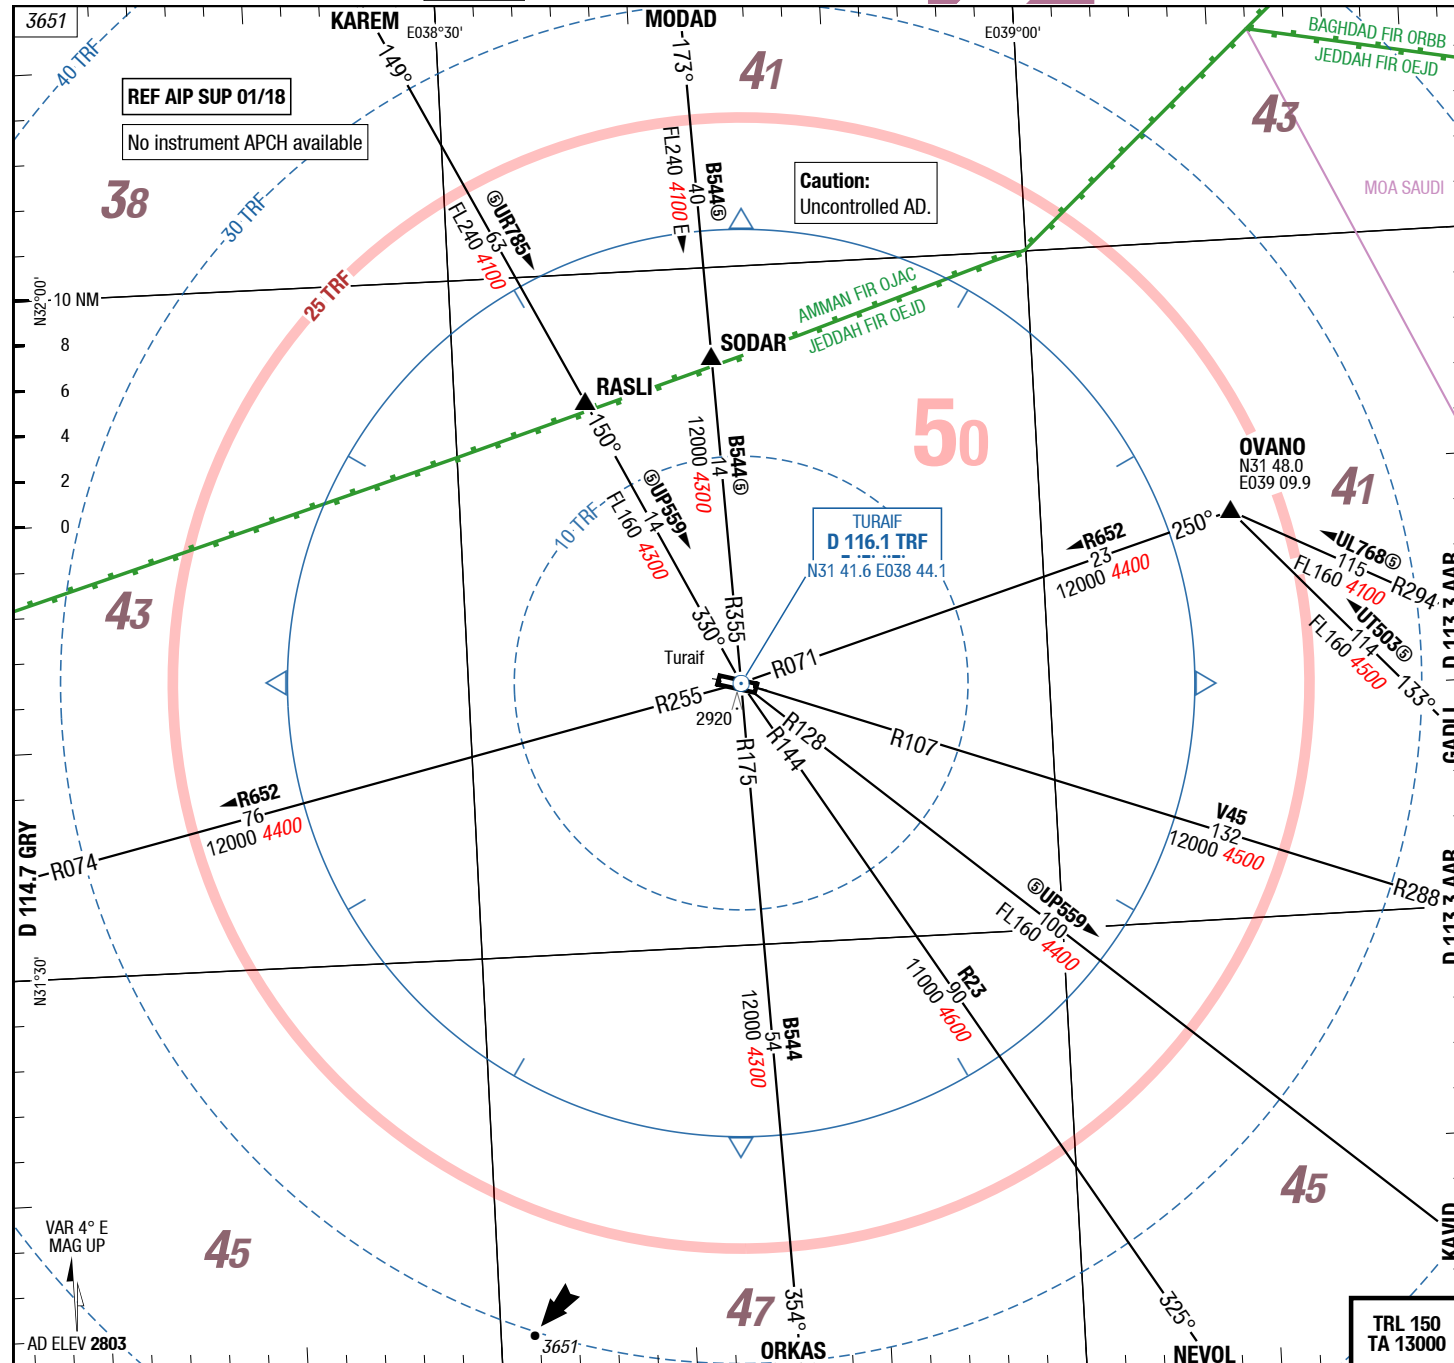 3651
KAREM
E038°30'
MODAD
E039°00'
BAGHDAD FIR ORBB
JEDDAH FIR OEJD
40 TRF
149°
173°
41
43
REF AIP SUP 01/18
No instrument APCH available
38
30 TRF
25 TRF
⑤UR785
63
FL240 4100
B544⑤
40
FL240 4100 E
Caution:
Uncontrolled AD.
MOA SAUDI
N32°00'
10 NM
8
6
4
2
0
AMMAN FIR OJAC
JEDDAH FIR OEJD
SODAR
RASLI
150°
50
OVANO
N31 48.0
E039 09.9
41
B544⑤
14
12000 4300
⑤UP559
14
FL160 4300
10 TRF
TURAIF
D 116.1 TRF
N31 41.6 E038 44.1
R652
23
12000 4400
250°
UL768⑤
115
FL160 4100
R294
D 113.3 AAR
UT503⑤
114
FL160 4500
133°
GADLI
43
330°
R355
Turaif
R071
R255
2920
R128
R144
R175
R107
R652
76
12000 4400
R074
D 114.7 GRY
V45
132
12000 4500
R288
D 113.3 AAR
⑤UP559
100
FL160 4400
R23
90
11000 4600
N31°30'
B544
54
12000 4300
45
45
KAVID
VAR 4° E
MAG UP
AD ELEV 2803
3651
47
354°
ORKAS
325°
NEVOL
TRL 150
TA 13000